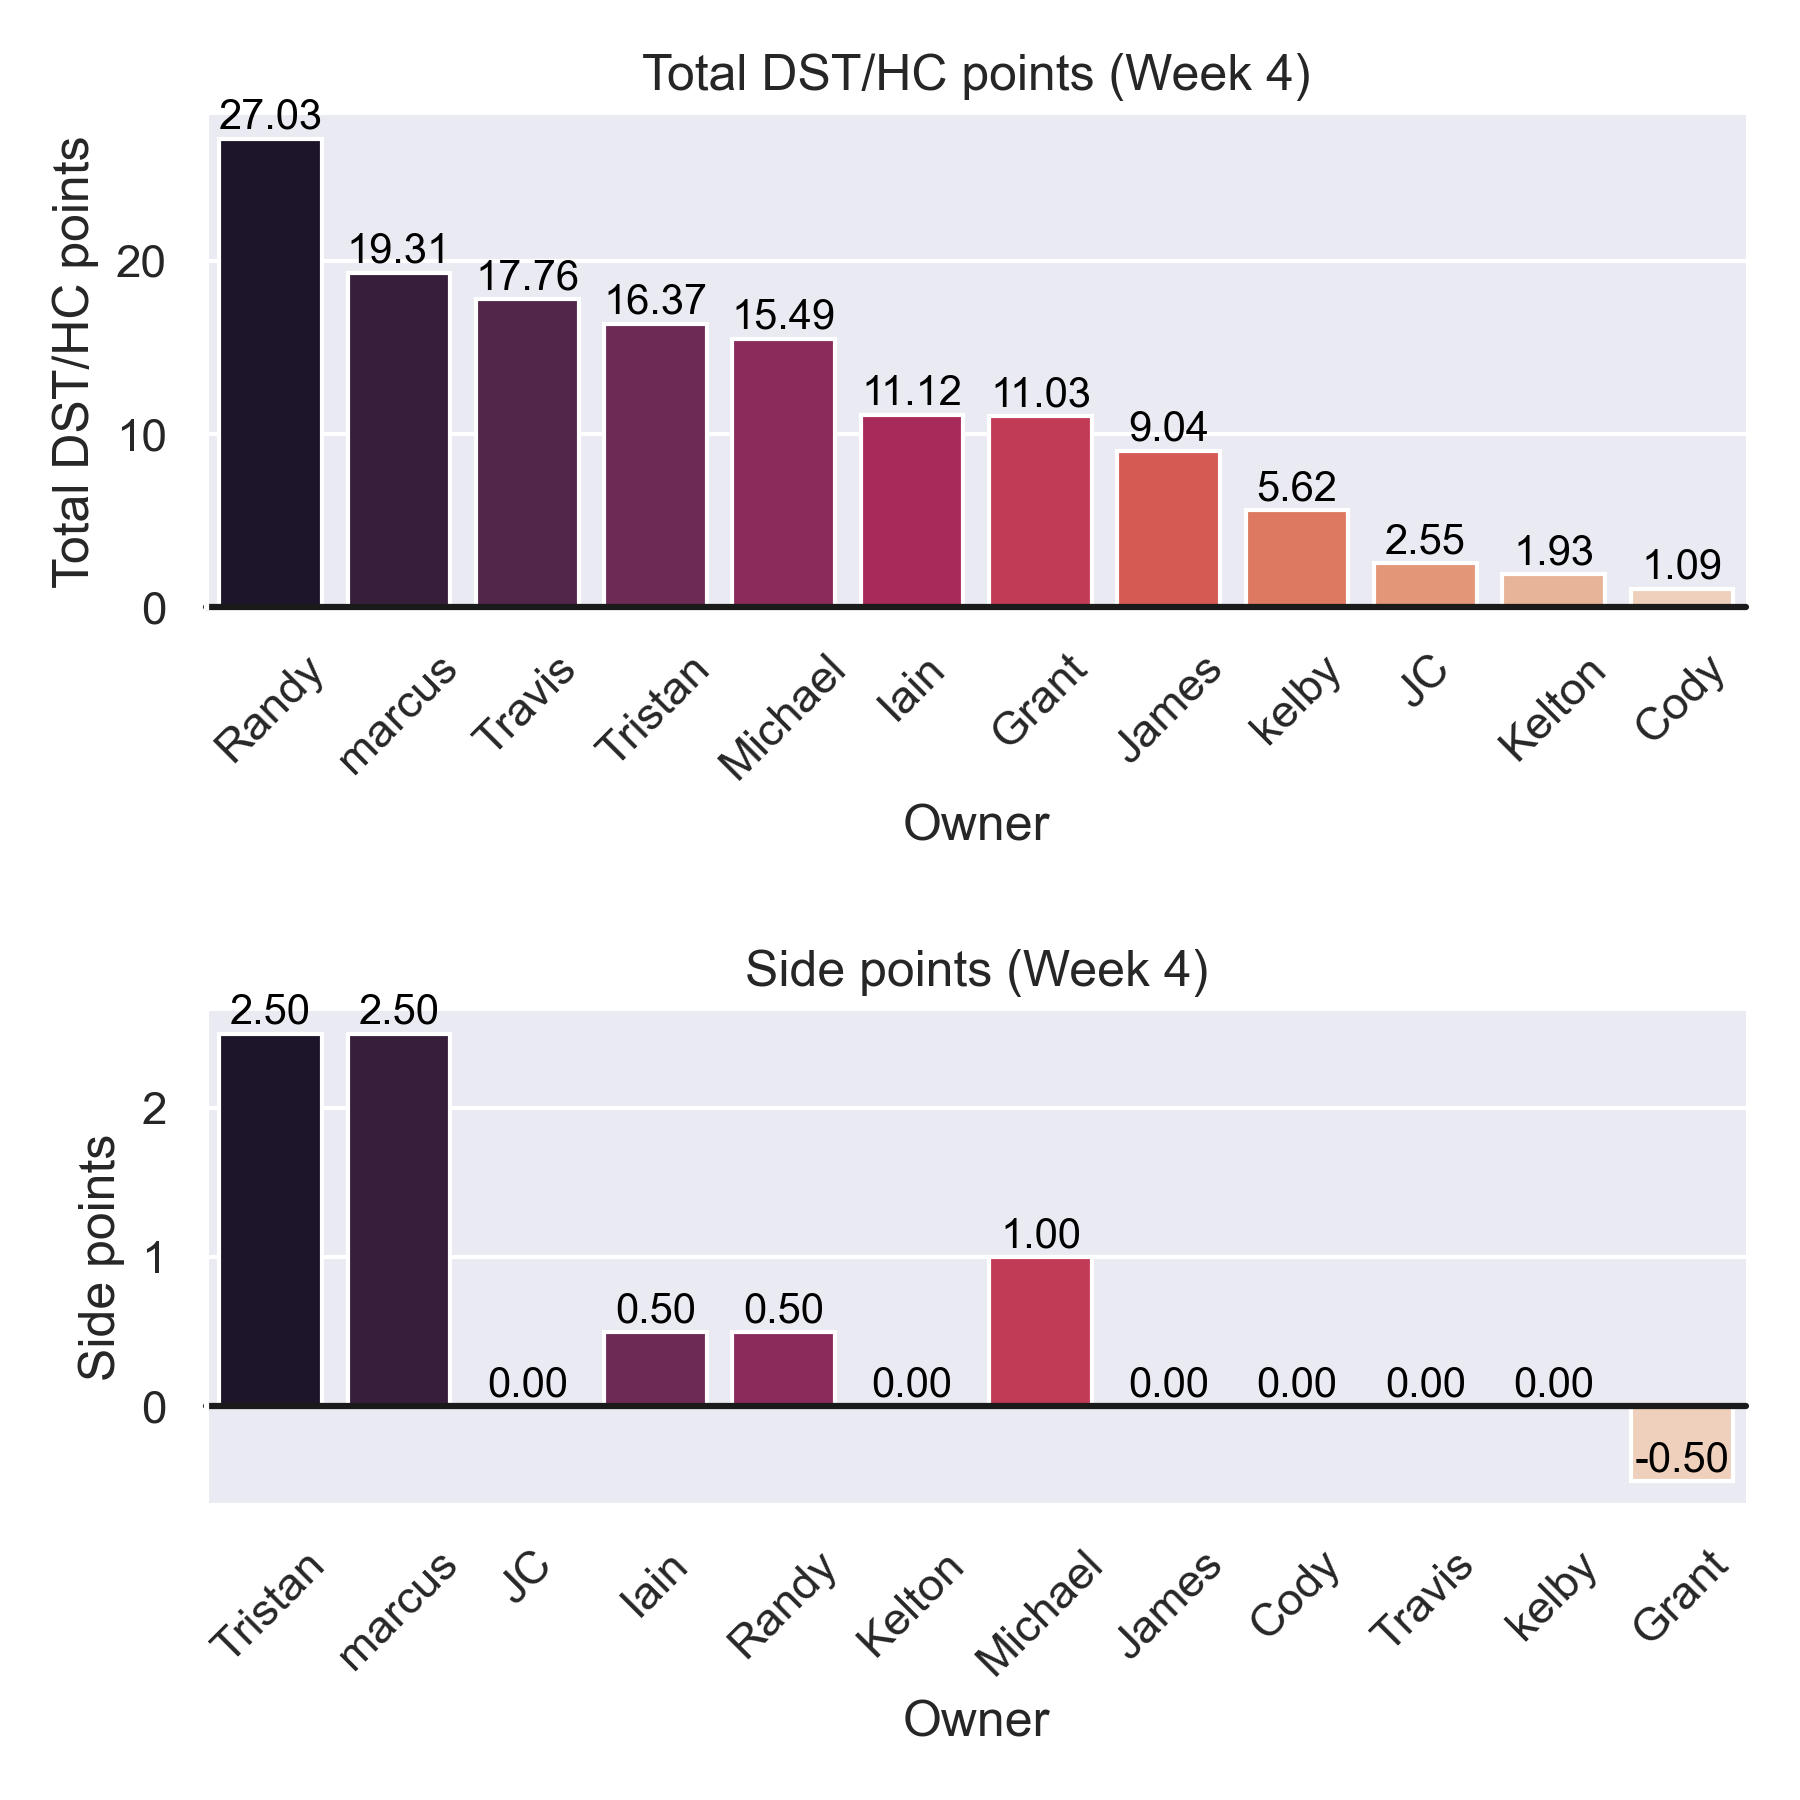 Total DST/HC points (Week 4)
Total DST/HC points
20
10
0
27.03
19.31
17.76
16.37
15.49
11.12
11.03
9.04
5.62
2.55
1.93
1.09
Randy
marcus
Travis
Tristan
Michael
Iain
Grant
James
kelby
JC
Kelton
Cody
Owner
Side points (Week 4)
Side points
2
1
0
2.50
2.50
0.00
0.50
0.50
0.00
1.00
0.00
0.00
0.00
0.00
-0.50
Tristan
marcus
JC
Iain
Randy
Kelton
Michael
James
Cody
Travis
kelby
Grant
Owner